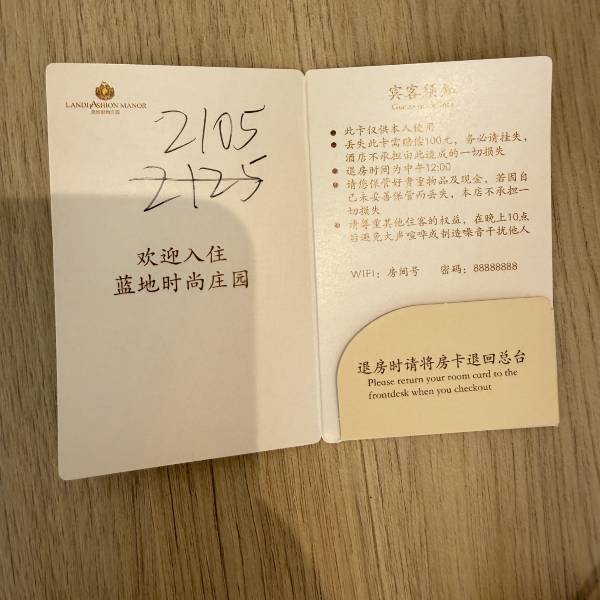 LANDI FASHION MANOR
蓝地时尚庄园
2105
2125
欢迎入住
蓝地时尚庄园
宾客须知
此卡仅供本人使用
丢失此卡需赔偿100元，务必请挂失，
酒店不承担由此造成的一切损失
退房时间为中午12:00
请您保管好贵重物品及现金，若因自
己未妥善保管而丢失，本店不承担一
切损失
请尊重其他住客的权益，在晚上10点
后避免大声喧哗或制造噪音干扰他人
WIFI：房间号 密码：88888888
退房时请将房卡退回总台
Please return your room card to the
frontdesk when you checkout